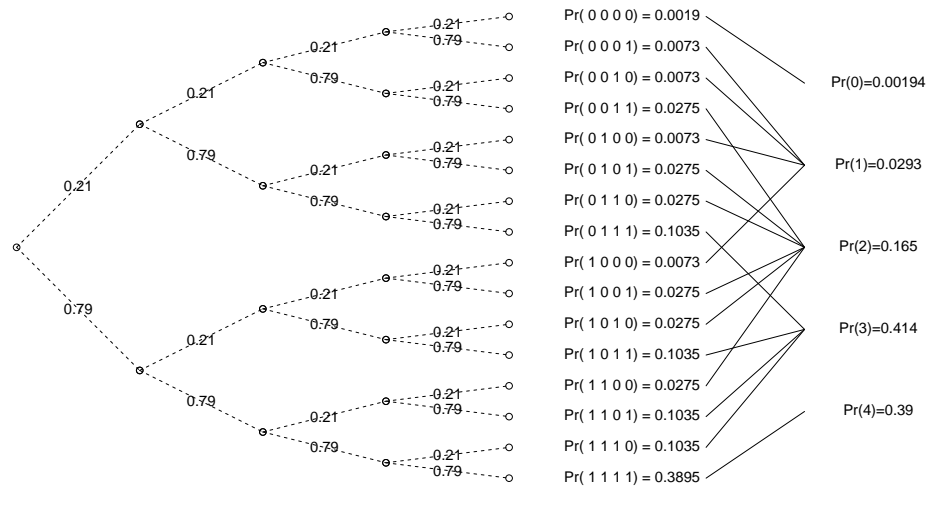 0.21
0.79
0.21
0.79
0.21
0.79
0.21
0.79
0.21
0.79
0.21
0.79
0.21
0.79
0.21
0.79
0.21
0.79
0.21
0.79
0.21
0.79
0.21
0.79
0.21
0.79
0.21
0.79
0.21
0.79
Pr( 0 0 0 0) = 0.0019
Pr( 0 0 0 1) = 0.0073
Pr( 0 0 1 0) = 0.0073
Pr( 0 0 1 1) = 0.0275
Pr( 0 1 0 0) = 0.0073
Pr( 0 1 0 1) = 0.0275
Pr( 0 1 1 0) = 0.0275
Pr( 0 1 1 1) = 0.1035
Pr( 1 0 0 0) = 0.0073
Pr( 1 0 0 1) = 0.0275
Pr( 1 0 1 0) = 0.0275
Pr( 1 0 1 1) = 0.1035
Pr( 1 1 0 0) = 0.0275
Pr( 1 1 0 1) = 0.1035
Pr( 1 1 1 0) = 0.1035
Pr( 1 1 1 1) = 0.3895
Pr(0)=0.00194
Pr(1)=0.0293
Pr(2)=0.165
Pr(3)=0.414
Pr(4)=0.39